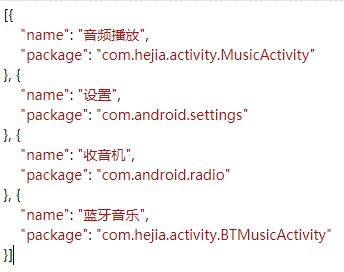 [{
"name": "音频播放",
"package": "com.hejia.activity.MusicActivity"
}, {
"name": "设置",
"package": "com.android.settings"
}, {
"name": "收音机",
"package": "com.android.radio"
}, {
"name": "蓝牙音乐",
"package": "com.hejia.activity.BTMusicActivity"
}]